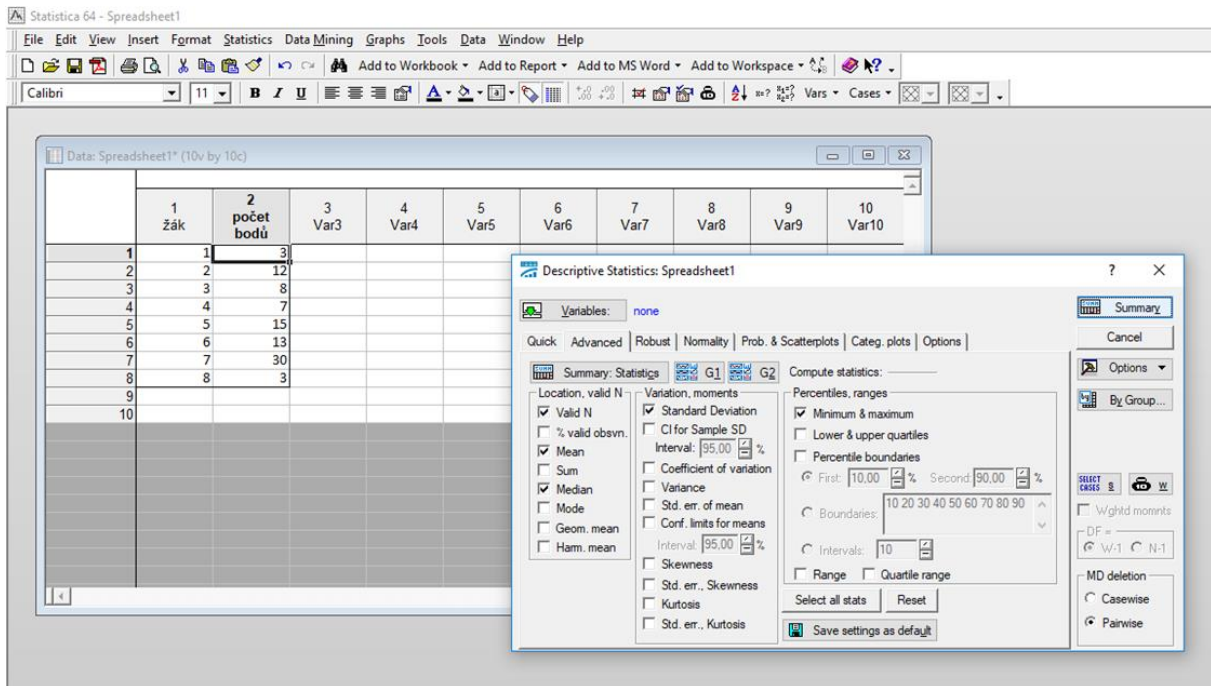 Statistica 64 - Spreadsheet1
File Edit View Insert Format Statistics Data Mining Graphs Tools Data Window Help
Add to Workbook Add to Report Add to MS Word Add to Workspace
Calibri 11 B I U A Vars Cases
Data: Spreadsheet1* (10v by 10c)
1 2 3 4 5 6 7 8 9 10
žák počet bodů Var3 Var4 Var5 Var6 Var7 Var8 Var9 Var10
1 1 3
2 2 12
3 3 8
4 4 7
5 5 15
6 6 13
7 7 30
8 8 3
9
10
Descriptive Statistics: Spreadsheet1 ? X
Variables: none
Summary
Cancel
Options
By Group...
SELECT CASES S W
Wghtd momnts
DF =
W-1 N-1
MD deletion
Casewise
Pairwise
Quick Advanced Robust Normality Prob. & Scatterplots Categ. plots Options
Summary: Statistics G1 G2 Compute statistics:
Location, valid N
Valid N
% valid obsvn.
Mean
Sum
Median
Mode
Geom. mean
Harm. mean
Variation, moments
Standard Deviation
CI for Sample SD
Interval: 95,00 %
Coefficient of variation
Variance
Std. err. of mean
Conf. limits for means
Interval: 95,00 %
Skewness
Std. err., Skewness
Kurtosis
Std. err., Kurtosis
Percentiles, ranges
Minimum & maximum
Lower & upper quartiles
Percentile boundaries
First: 10,00 % Second: 90,00 %
Boundaries: 10 20 30 40 50 60 70 80 90
Intervals: 10
Range Quartile range
Select all stats Reset
Save settings as default